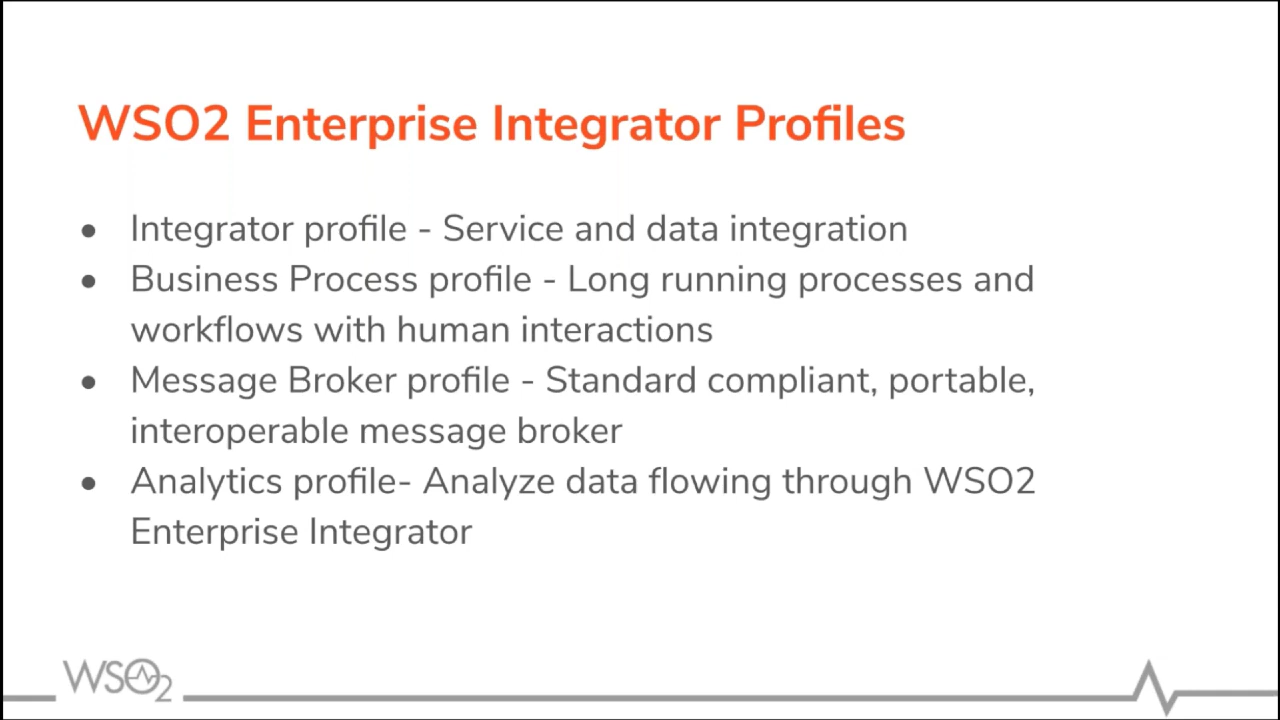 WSO2 Enterprise Integrator Profiles
● Integrator profile - Service and data integration
● Business Process profile - Long running processes and
workflows with human interactions
● Message Broker profile - Standard compliant, portable,
interoperable message broker
● Analytics profile- Analyze data flowing through WSO2
Enterprise Integrator
WSO2